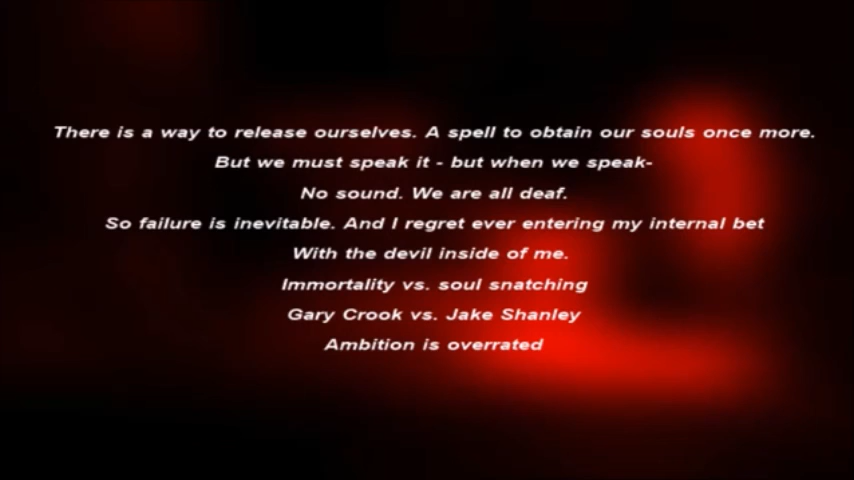 There is a way to release ourselves. A spell to obtain our souls once more.
But we must speak it - but when we speak-
No sound. We are all deaf.
So failure is inevitable. And I regret ever entering my internal bet
With the devil inside of me.
Immortality vs. soul snatching
Gary Crook vs. Jake Shanley
Ambition is overrated